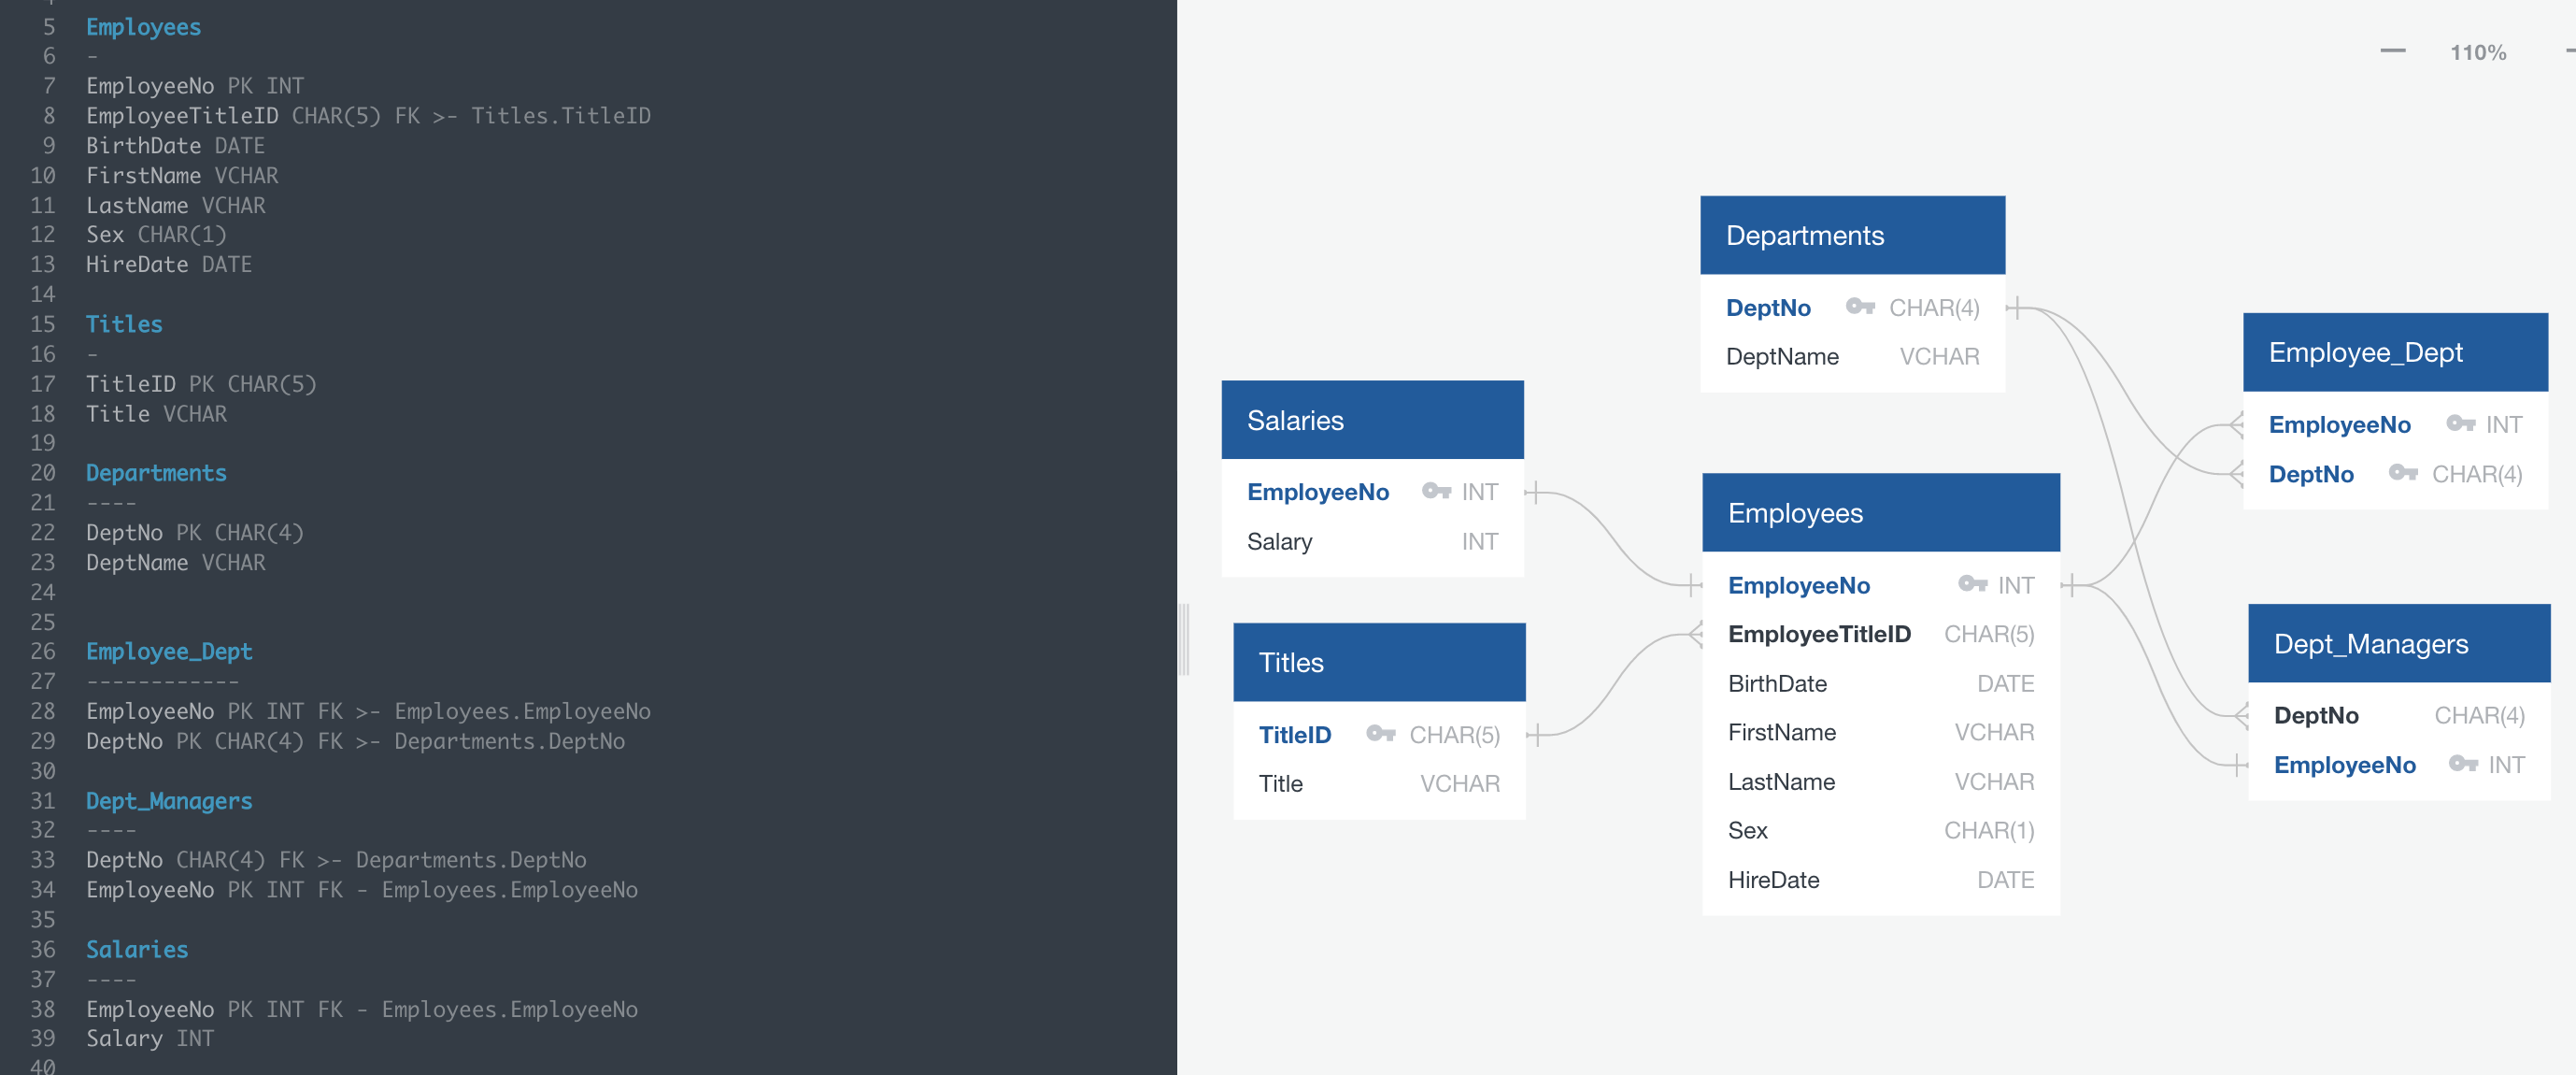 4
5 Employees
6 -
7 EmployeeNo PK INT
8 EmployeeTitleID CHAR(5) FK >- Titles.TitleID
9 BirthDate DATE
10 FirstName VCHAR
11 LastName VCHAR
12 Sex CHAR(1)
13 HireDate DATE
14
15 Titles
16 -
17 TitleID PK CHAR(5)
18 Title VCHAR
19
20 Departments
21 ----
22 DeptNo PK CHAR(4)
23 DeptName VCHAR
24
25
26 Employee_Dept
27 ------------
28 EmployeeNo PK INT FK >- Employees.EmployeeNo
29 DeptNo PK CHAR(4) FK >- Departments.DeptNo
30
31 Dept_Managers
32 ----
33 DeptNo CHAR(4) FK >- Departments.DeptNo
34 EmployeeNo PK INT FK - Employees.EmployeeNo
35
36 Salaries
37 ----
38 EmployeeNo PK INT FK - Employees.EmployeeNo
39 Salary INT
40
110%
Salaries
EmployeeNo INT
Salary INT
Titles
TitleID CHAR(5)
Title VCHAR
Departments
DeptNo CHAR(4)
DeptName VCHAR
Employees
EmployeeNo INT
EmployeeTitleID CHAR(5)
BirthDate DATE
FirstName VCHAR
LastName VCHAR
Sex CHAR(1)
HireDate DATE
Employee_Dept
EmployeeNo INT
DeptNo CHAR(4)
Dept_Managers
DeptNo CHAR(4)
EmployeeNo INT